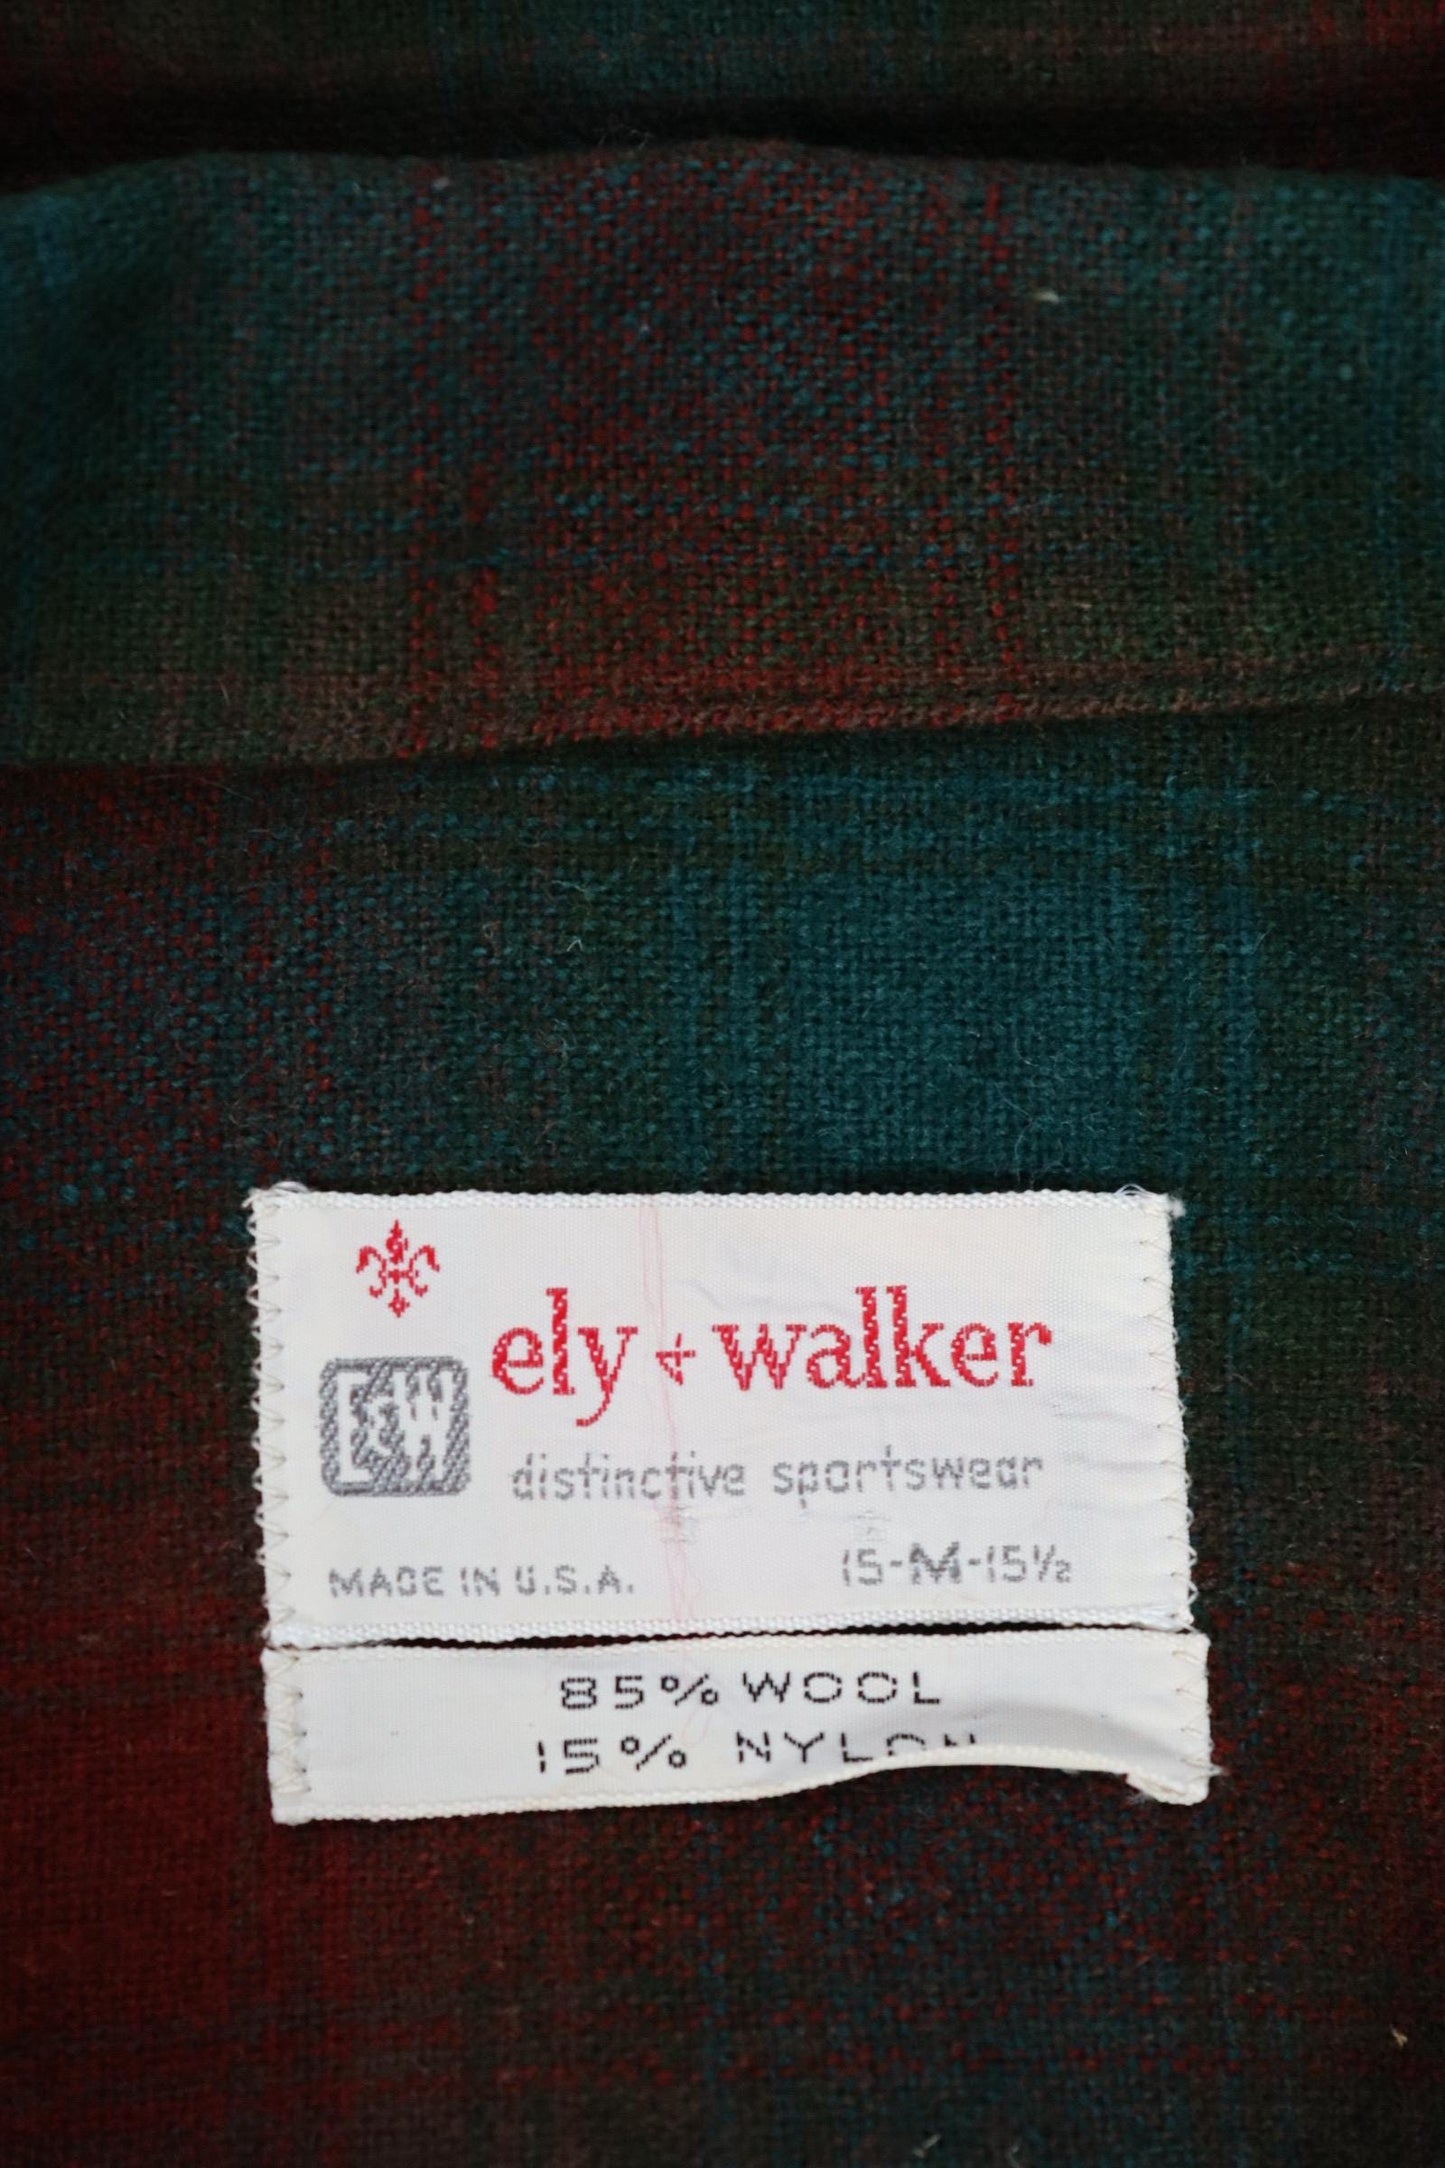 ely + walker
E&W
distinctive sportswear
MADE IN U.S.A. 15-M-15½
85% WOOL
15% NYLON